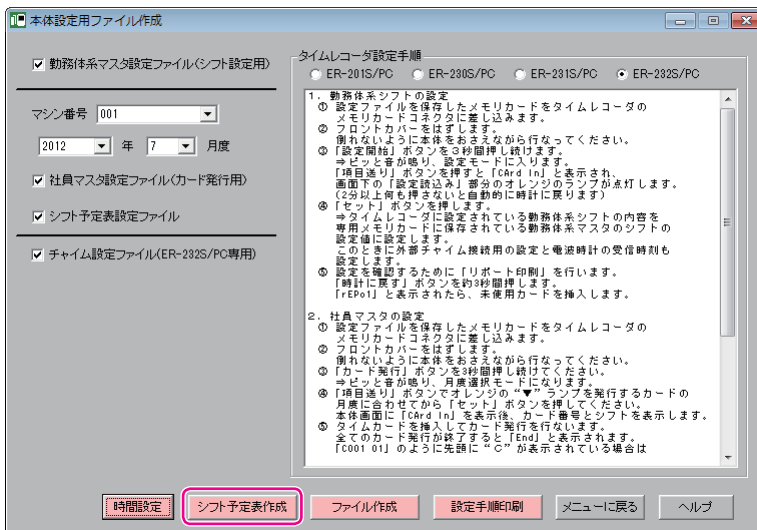 本体設定用ファイル作成
勤務体系マスタ設定ファイル(シフト設定用)
マシン番号 001
2012 年 7 月度
社員マスタ設定ファイル(カード発行用)
シフト予定表設定ファイル
チャイム設定ファイル(ER-232S/PC専用)
タイムレコーダ設定手順
ER-201S/PC ER-230S/PC ER-231S/PC ER-232S/PC
1. 勤務体系シフトの設定
① 設定ファイルを保存したメモリカードをタイムレコーダの
メモリカードコネクタに差し込みます。
② フロントカバーをはずします。
倒れないように本体をおさえながら行なってください。
③「設定開始」ボタンを3秒間押し続けます。
⇒ピッと音が鳴り、設定モードに入ります。
「項目送り」ボタンを押すと「CArd In」と表示され、
画面下の「設定読込み」部分のオレンジのランプが点灯します。
(2分以上何も押さないと自動的に時計に戻ります)
④「セット」ボタンを押します。
⇒タイムレコーダに設定されている勤務体系シフトの内容を
専用メモリカードに保存されている勤務体系マスタのシフトの
設定値に設定します。
このときに外部チャイム接続用の設定と電波時計の受信時刻も
設定します。
⑤ 設定を確認するために「リポート印刷」を行います。
「時計に戻す」ボタンを約3秒間押します。
「rEPo1」と表示されたら、未使用カードを挿入します。
2. 社員マスタの設定
① 設定ファイルを保存したメモリカードをタイムレコーダの
メモリカードコネクタに差し込みます。
② フロントカバーをはずします。
倒れないように本体をおさえながら行なってください。
③「カード発行」ボタンを3秒間押し続けてください。
⇒ピッと音が鳴り、月度選択モードになります。
④「項目送り」ボタンでオレンジの“▼”ランプを発行するカードの
月度に合わせてから「セット」ボタンを押してください。
本体画面に「CArd In」を表示後、カード番号とシフトを表示します。
⑤ タイムカードを挿入してカード発行を行ないます。
全てのカード発行が終了すると「End」と表示されます。
「C001 01」のように先頭に“C”が表示されている場合は
時間設定 シフト予定表作成 ファイル作成 設定手順印刷 メニューに戻る ヘルプ